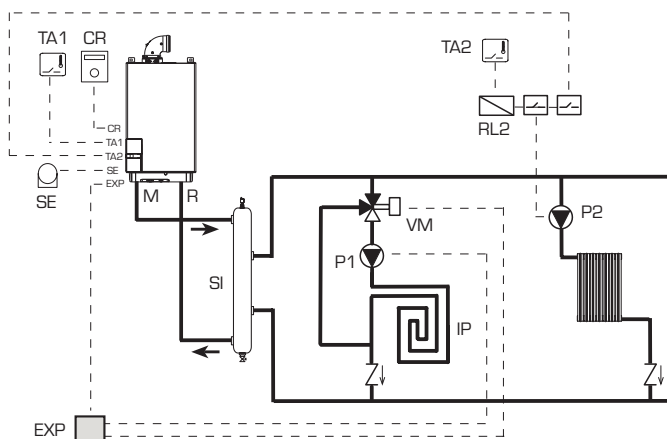 TA1 CR
TA2
RL2
CR
TA1
TA2
SE
EXP
SE
M R
SI
VM
P1
P2
IP
EXP